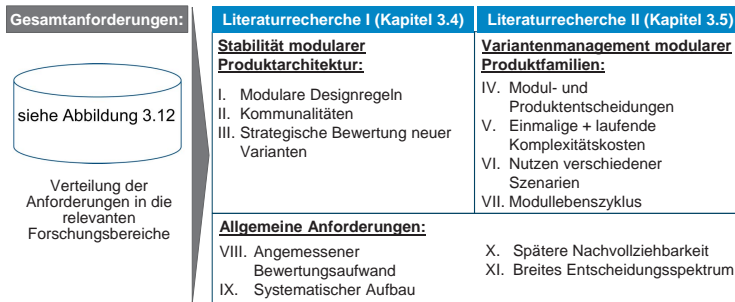 Gesamtanforderungen:
siehe Abbildung 3.12
Verteilung der
Anforderungen in die
relevanten
Forschungsbereiche
Literaturrecherche I (Kapitel 3.4)
Stabilität modularer
Produktarchitektur:
I. Modulare Designregeln
II. Kommunalitäten
III. Strategische Bewertung neuer
Varianten
Literaturrecherche II (Kapitel 3.5)
Variantenmanagement modularer
Produktfamilien:
IV. Modul- und
Produktentscheidungen
V. Einmalige + laufende
Komplexitätskosten
VI. Nutzen verschiedener
Szenarien
VII. Modullebenszyklus
Allgemeine Anforderungen:
VIII. Angemessener
Bewertungsaufwand
IX. Systematischer Aufbau
X. Spätere Nachvollziehbarkeit
XI. Breites Entscheidungsspektrum